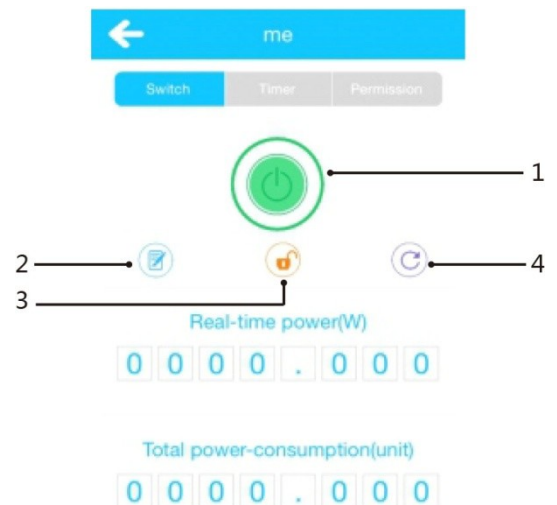 me
Switch Timer Permission
1
2
4
3
Real-time power(W)
0 0 0 0 . 0 0 0
Total power-consumption(unit)
0 0 0 0 . 0 0 0